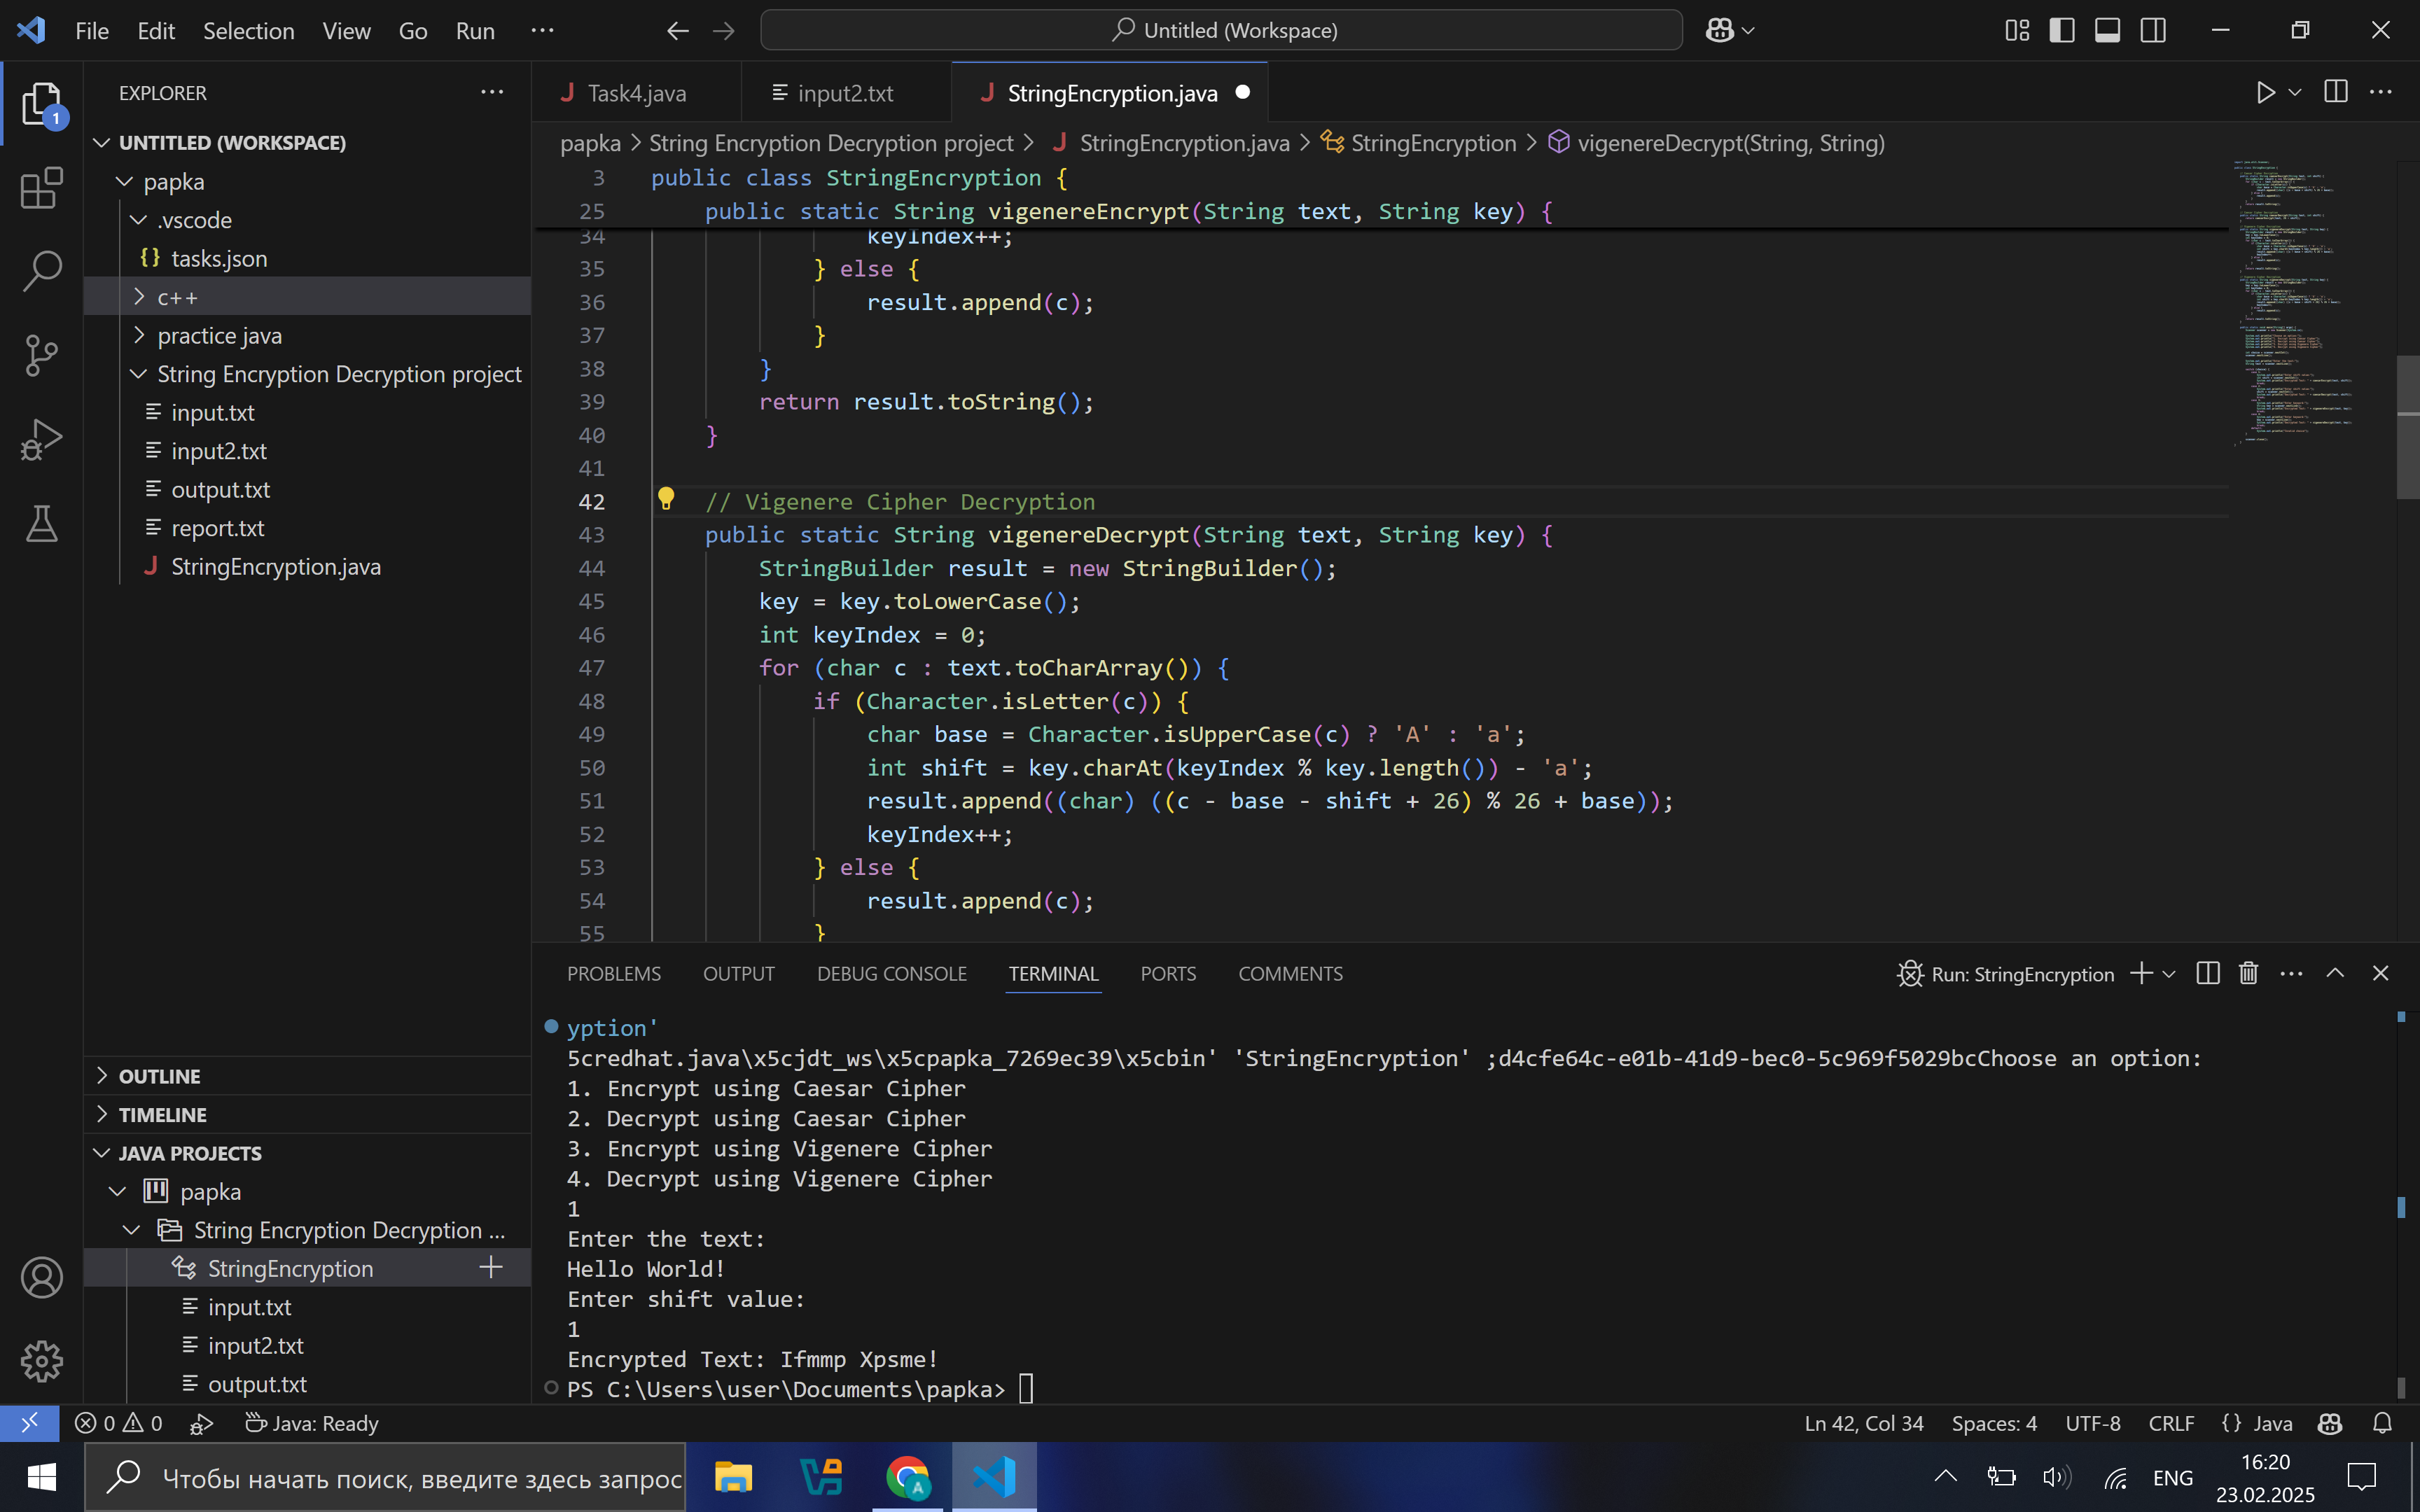 File Edit Selection View Go Run ··· Untitled (Workspace)
EXPLORER ···
1
UNTITLED (WORKSPACE)
papka
.vscode
{} tasks.json
c++
practice java
String Encryption Decryption project
input.txt
input2.txt
output.txt
report.txt
J StringEncryption.java
OUTLINE
TIMELINE
JAVA PROJECTS
papka
String Encryption Decryption ...
StringEncryption +
input.txt
input2.txt
output.txt
J Task4.java input2.txt J StringEncryption.java
papka > String Encryption Decryption project > J StringEncryption.java > StringEncryption > vigenereDecrypt(String, String)
3 public class StringEncryption {
25 public static String vigenereEncrypt(String text, String key) {
34 keyIndex++;
35 } else {
36 result.append(c);
37 }
38 }
39 return result.toString();
40 }
41
42 // Vigenere Cipher Decryption
43 public static String vigenereDecrypt(String text, String key) {
44 StringBuilder result = new StringBuilder();
45 key = key.toLowerCase();
46 int keyIndex = 0;
47 for (char c : text.toCharArray()) {
48 if (Character.isLetter(c)) {
49 char base = Character.isUpperCase(c) ? 'A' : 'a';
50 int shift = key.charAt(keyIndex % key.length()) - 'a';
51 result.append((char) ((c - base - shift + 26) % 26 + base));
52 keyIndex++;
53 } else {
54 result.append(c);
55 }
PROBLEMS OUTPUT DEBUG CONSOLE TERMINAL PORTS COMMENTS Run: StringEncryption
yption'
5credhat.java\x5cjdt_ws\x5cpapka_7269ec39\x5cbin' 'StringEncryption' ;d4cfe64c-e01b-41d9-bec0-5c969f5029bcChoose an option:
1. Encrypt using Caesar Cipher
2. Decrypt using Caesar Cipher
3. Encrypt using Vigenere Cipher
4. Decrypt using Vigenere Cipher
1
Enter the text:
Hello World!
Enter shift value:
1
Encrypted Text: Ifmmp Xpsme!
PS C:\Users\user\Documents\papka>
0 0 Java: Ready Ln 42, Col 34 Spaces: 4 UTF-8 CRLF {} Java
Чтобы начать поиск, введите здесь запрос
A
ENG
16:20
23.02.2025